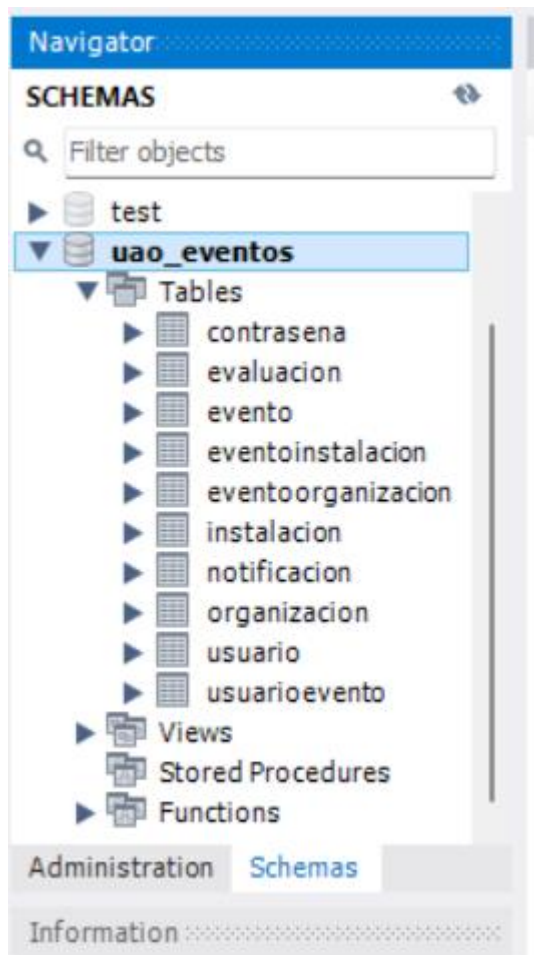 Navigator
SCHEMAS
Filter objects
test
uao_eventos
Tables
contrasena
evaluacion
evento
eventoinstalacion
eventoorganizacion
instalacion
notificacion
organizacion
usuario
usuarioevento
Views
Stored Procedures
Functions
Administration Schemas
Information